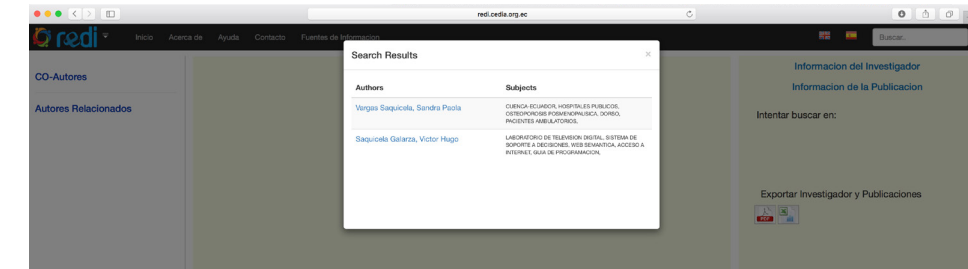 redi.cedia.org.ec
redi
Inicio Acerca de Ayuda Contacto Fuentes de Informacion
Buscar..
Search Results
×
CO-Autores
Autores Relacionados
Authors Subjects
Vargas Saquicela, Sandra Paola
CUENCA-ECUADOR, HOSPITALES PUBLICOS,
OSTEOPOROSIS POSMENOPAUSICA, DORSO,
PACIENTES AMBULATORIOS,
Saquicela Galarza, Victor Hugo
LABORATORIO DE TELEVISION DIGITAL, SISTEMA DE
SOPORTE A DECISIONES, WEB SEMANTICA, ACCESO A
INTERNET, GUIA DE PROGRAMACION,
Informacion del Investigador
Informacion de la Publicacion
Intentar buscar en:
Exportar Investigador y Publicaciones
PDF